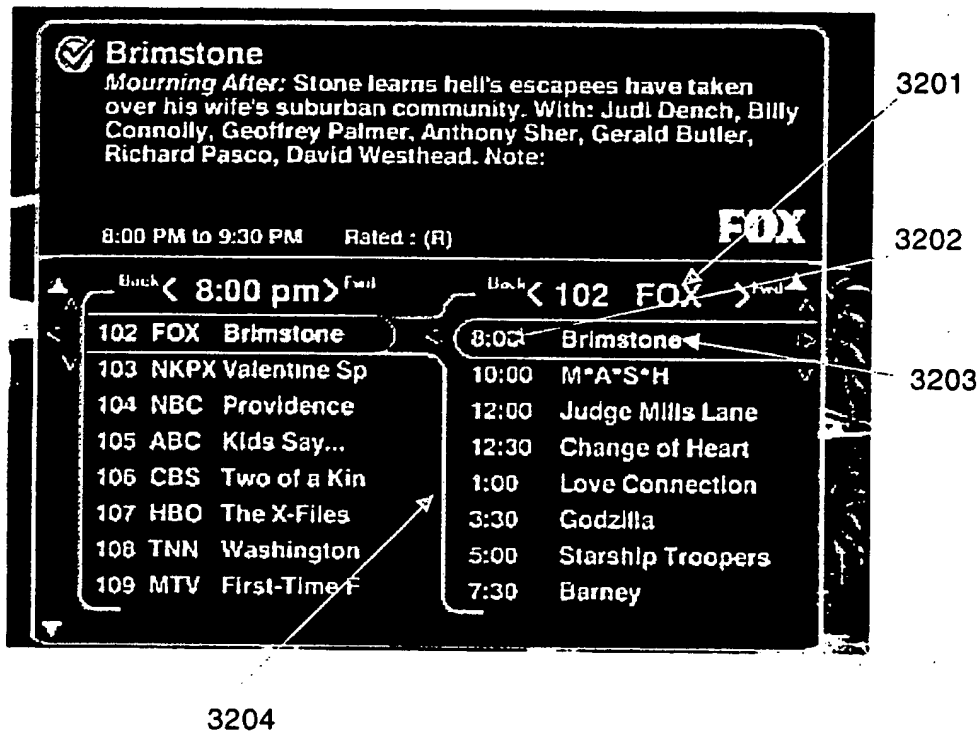 Brimstone
Mourning After: Stone learns hell's escapees have taken
over his wife's suburban community. With: Judi Dench, Billy
Connolly, Geoffrey Palmer, Anthony Sher, Gerald Butler,
Richard Pasco, David Westhead. Note:
8:00 PM to 9:30 PM Rated : (R)
FOX
Back < 8:00 pm > Fwd
102 FOX Brimstone
103 NKPX Valentine Sp
104 NBC Providence
105 ABC Kids Say...
106 CBS Two of a Kin
107 HBO The X-Files
108 TNN Washington
109 MTV First-Time F
Back < 102 FOX > Fwd
8:00 Brimstone
10:00 M*A*S*H
12:00 Judge Mills Lane
12:30 Change of Heart
1:00 Love Connection
3:30 Godzilla
5:00 Starship Troopers
7:30 Barney
3201
3202
3203
3204